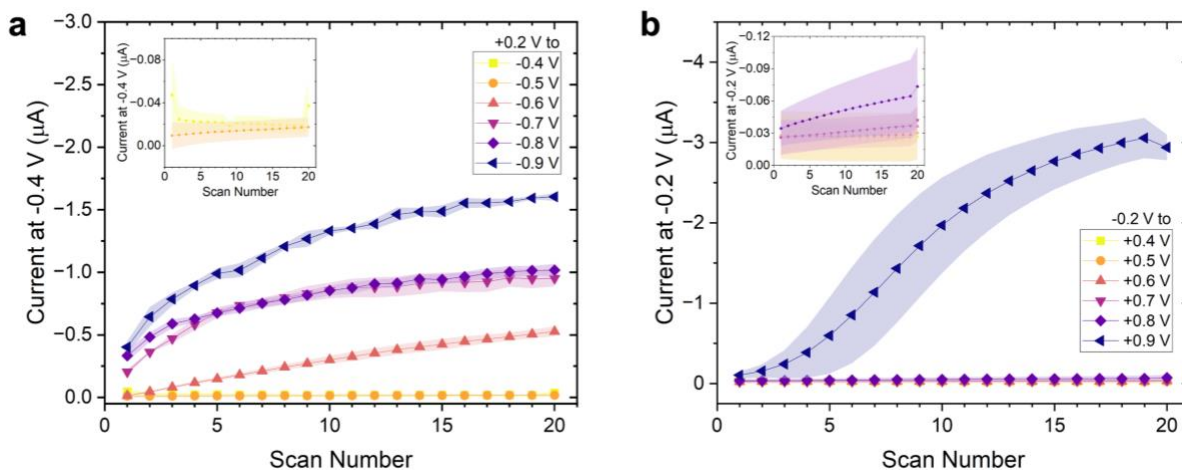 a
Current at -0.4 V (μA)
−3.0
−2.5
−2.0
−1.5
−1.0
−0.5
0.0
0
5
10
15
20
Scan Number
Current at -0.4 V (μA)
−0.08
−0.04
0.00
0
5
10
15
20
Scan Number
+0.2 V to
-0.4 V
-0.5 V
-0.6 V
-0.7 V
-0.8 V
-0.9 V
b
Current at -0.2 V (μA)
−4
−3
−2
−1
0
0
5
10
15
20
Scan Number
Current at -0.2 V (μA)
−0.12
−0.09
−0.06
−0.03
0.00
0
5
10
15
20
Scan Number
-0.2 V to
+0.4 V
+0.5 V
+0.6 V
+0.7 V
+0.8 V
+0.9 V